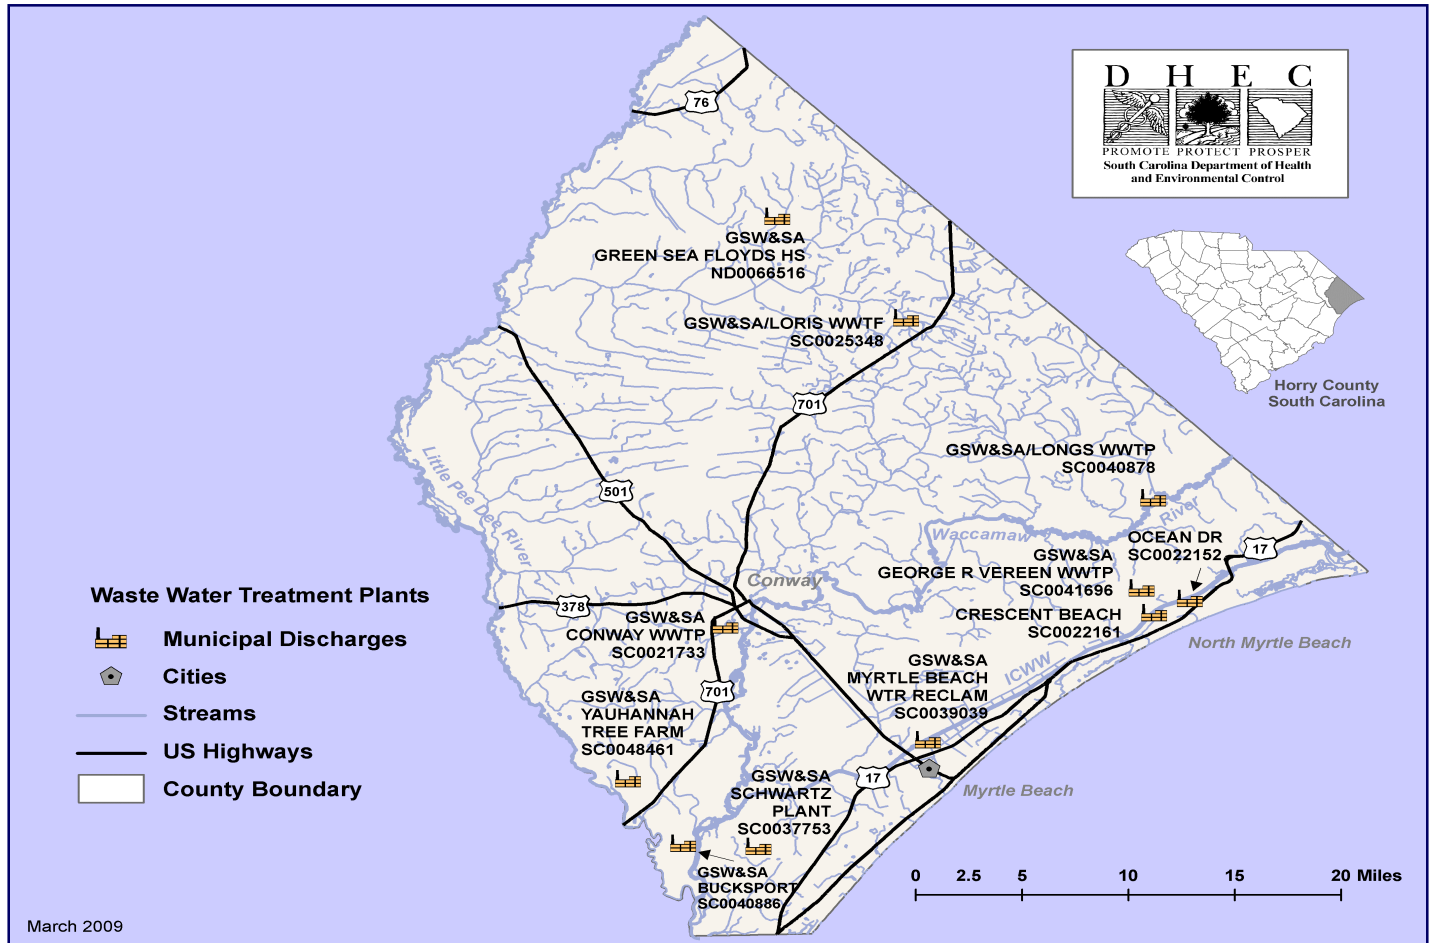 D H E C
PROMOTE PROTECT PROSPER
South Carolina Department of Health
and Environmental Control
76
GSW&SA
GREEN SEA FLOYDS HS
ND0066516
GSW&SA/LORIS WWTF
SC0025348
Horry County
South Carolina
701
GSW&SA/LONGS WWTP
SC0040878
Little Pee Dee River
501
Waccamaw River
OCEAN DR
SC0022152
17
GSW&SA
GEORGE R VEREEN WWTP
SC0041696
Conway
378
CRESCENT BEACH
SC0022161
GSW&SA
CONWAY WWTP
SC0021733
North Myrtle Beach
ICWW
GSW&SA
MYRTLE BEACH
WTR RECLAM
SC0039039
701
GSW&SA
YAUHANNAH
TREE FARM
SC0048461
17
GSW&SA
SCHWARTZ
PLANT
SC0037753
Myrtle Beach
GSW&SA
BUCKSPORT
SC0040886
Waste Water Treatment Plants
Municipal Discharges
Cities
Streams
US Highways
County Boundary
0 2.5 5 10 15 20 Miles
March 2009